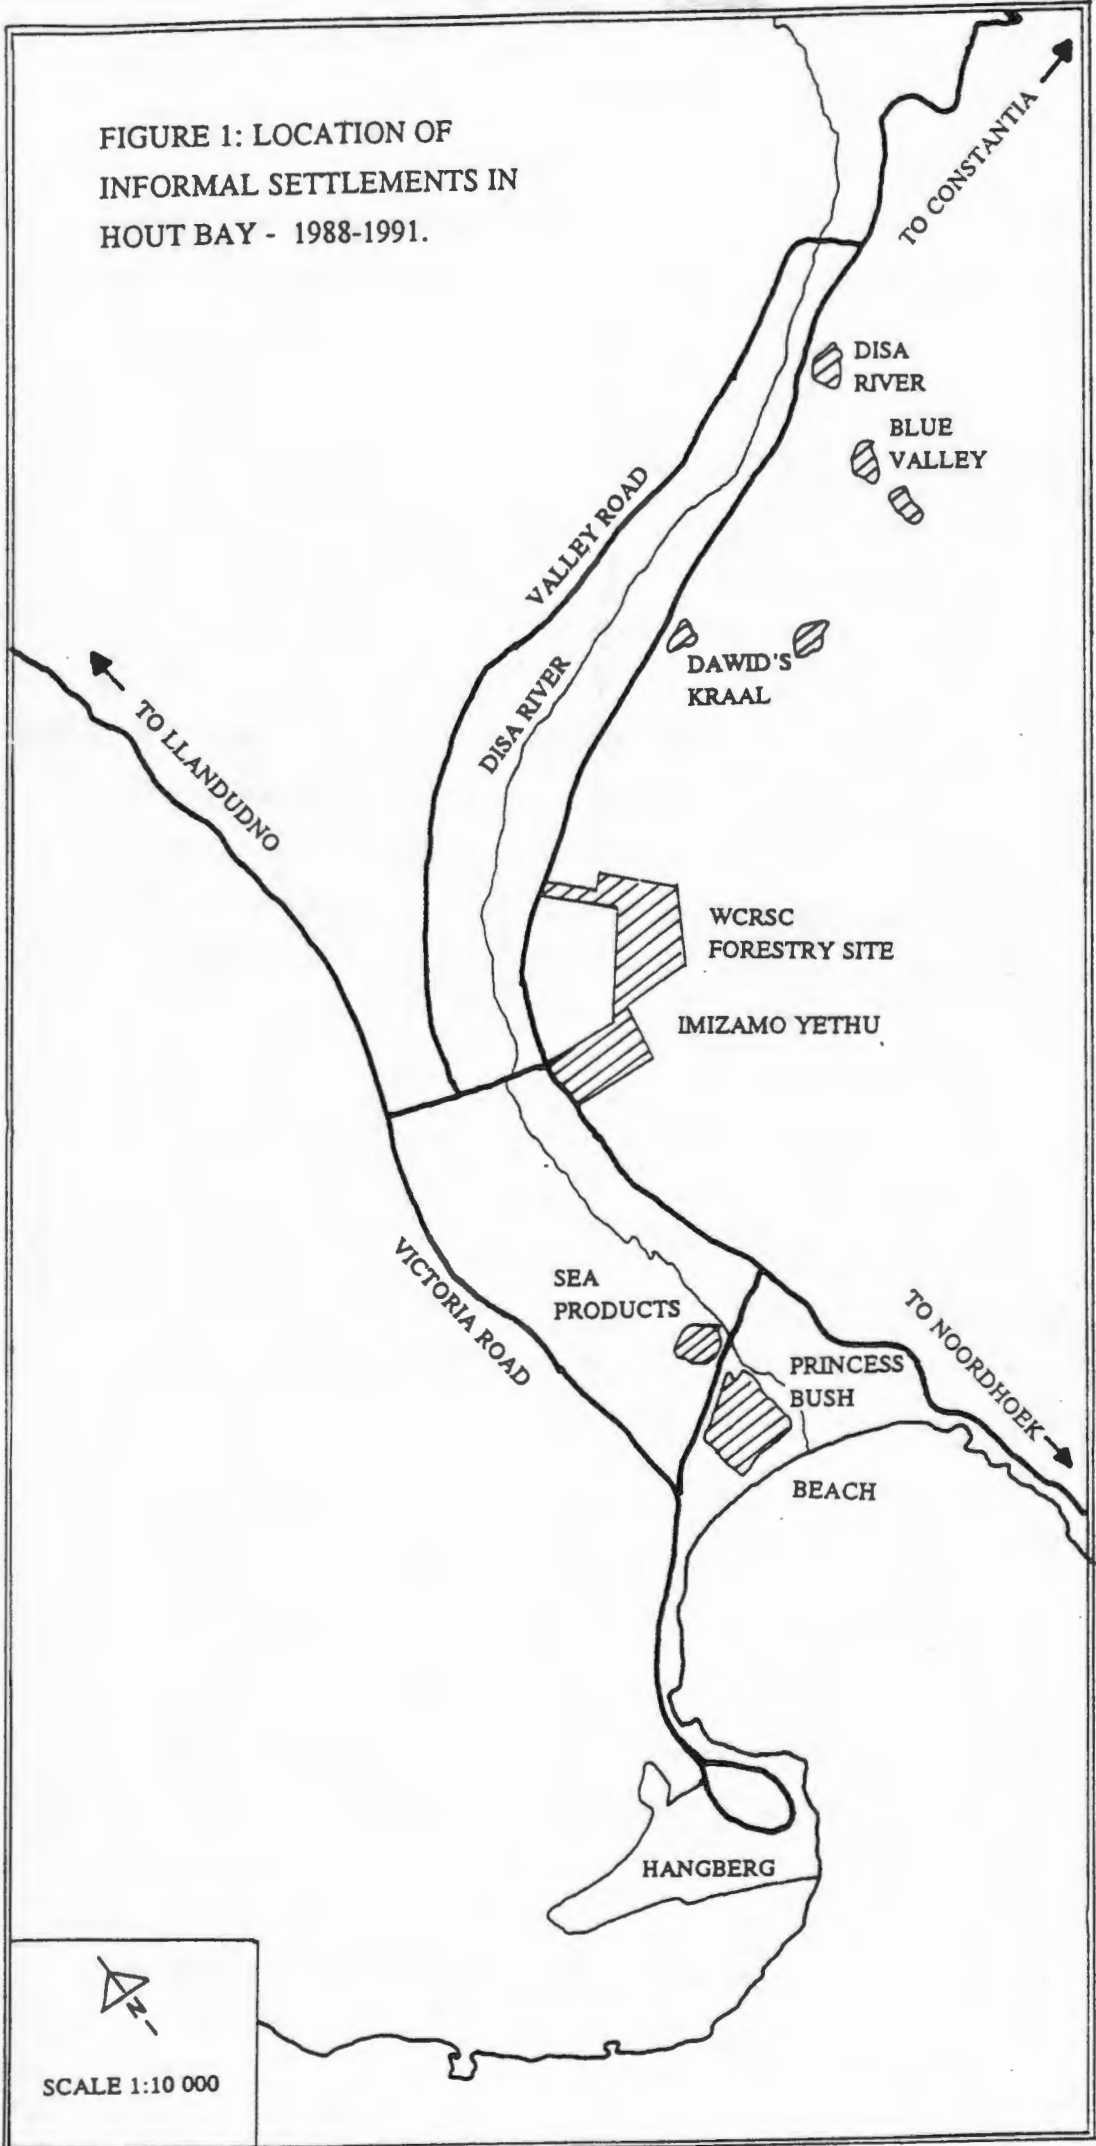 FIGURE 1: LOCATION OF
INFORMAL SETTLEMENTS IN
HOUT BAY - 1988-1991.
TO CONSTANTIA
DISA
RIVER
BLUE
VALLEY
VALLEY ROAD
DAWID'S
KRAAL
DISA RIVER
TO LLANDUDNO
WCRSC
FORESTRY SITE
IMIZAMO YETHU
VICTORIA ROAD
SEA
PRODUCTS
TO NOORDHOEK
PRINCESS
BUSH
BEACH
HANGBERG
N
SCALE 1:10 000